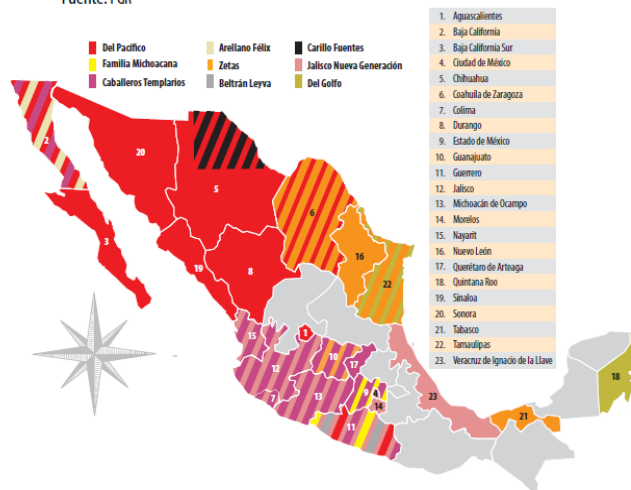 Fuente: PGR
Del Pacífico
Familia Michoacana
Caballeros Templarios
Arellano Félix
Zetas
Beltrán Leyva
Carillo Fuentes
Jalisco Nueva Generación
Del Golfo
1. Aguascalientes
2. Baja California
3. Baja California Sur
4. Ciudad de México
5. Chihuahua
6. Coahuila de Zaragoza
7. Colima
8. Durango
9. Estado de México
10. Guanajuato
11. Guerrero
12. Jalisco
13. Michoacán de Ocampo
14. Morelos
15. Nayarit
16. Nuevo León
17. Querétaro de Arteaga
18. Quintana Roo
19. Sinaloa
20. Sonora
21. Tabasco
22. Tamaulipas
23. Veracruz de Ignacio de la Llave
2
20
5
6
3
19
8
16
22
15
1
10
17
12
13
9
4
7
14
11
23
21
18